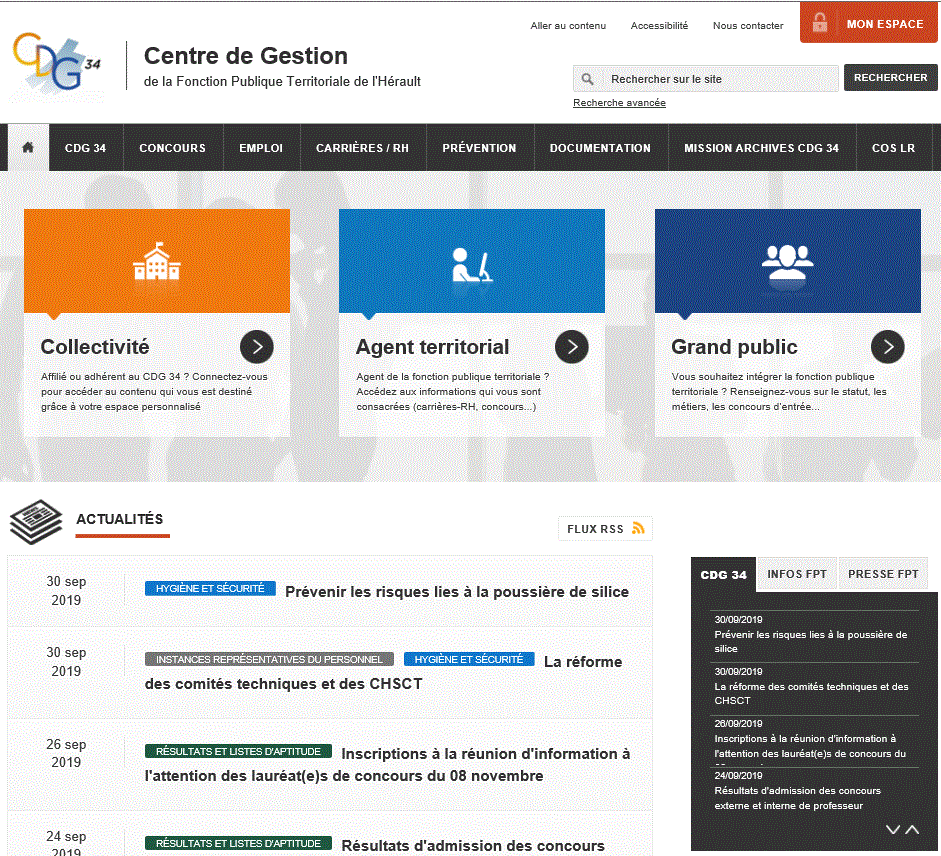 Aller au contenu
Accessibilité
Nous contacter
MON ESPACE
CDG 34
Centre de Gestion
de la Fonction Publique Territoriale de l'Hérault
Rechercher sur le site
RECHERCHER
Recherche avancée
CDG 34
CONCOURS
EMPLOI
CARRIÈRES / RH
PRÉVENTION
DOCUMENTATION
MISSION ARCHIVES CDG 34
COS LR
Collectivité
Affilié ou adhérent au CDG 34 ? Connectez-vous
pour accéder au contenu qui vous est destiné
grâce à votre espace personnalisé
Agent territorial
Agent de la fonction publique territoriale ?
Accédez aux informations qui vous sont
consacrées (carrières-RH, concours...)
Grand public
Vous souhaitez intégrer la fonction publique
territoriale ? Renseignez-vous sur le statut, les
métiers, les concours d'entrée...
ACTUALITÉS
FLUX RSS
30 sep
2019
HYGIÈNE ET SÉCURITÉ Prévenir les risques lies à la poussière de silice
30 sep
2019
INSTANCES REPRÉSENTATIVES DU PERSONNEL HYGIÈNE ET SÉCURITÉ La réforme
des comités techniques et des CHSCT
26 sep
2019
RÉSULTATS ET LISTES D'APTITUDE Inscriptions à la réunion d'information à
l'attention des lauréat(e)s de concours du 08 novembre
24 sep
2019
RÉSULTATS ET LISTES D'APTITUDE Résultats d'admission des concours
CDG 34
INFOS FPT
PRESSE FPT
30/09/2019
Prévenir les risques lies à la poussière de
silice
30/09/2019
La réforme des comités techniques et des
CHSCT
26/09/2019
Inscriptions à la réunion d'information à
l'attention des lauréat(e)s de concours du
24/09/2019
Résultats d'admission des concours
externe et interne de professeur